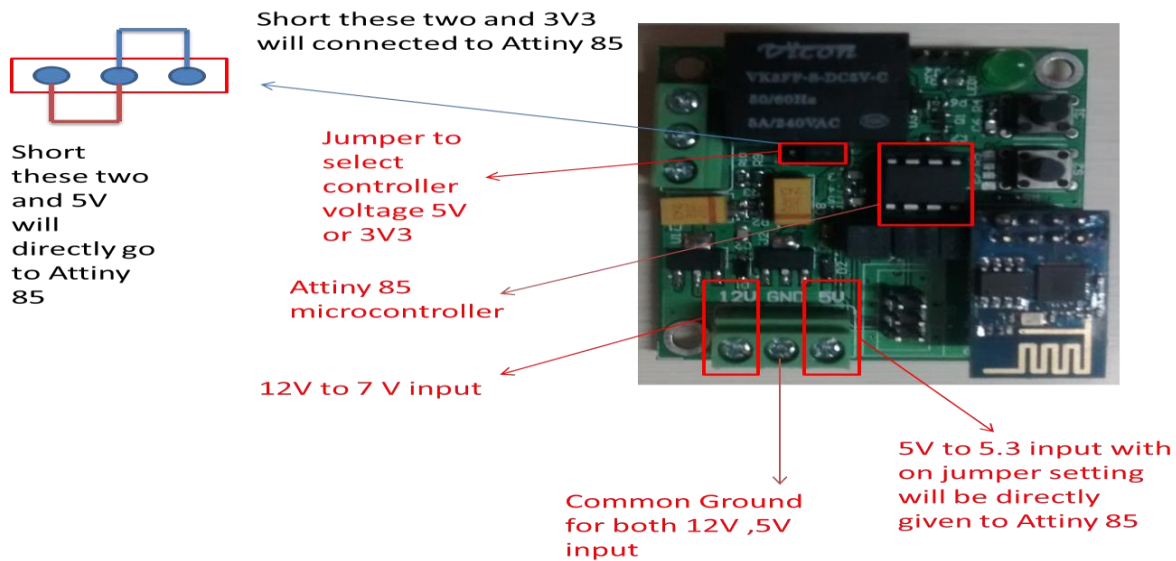 Short these two and 3V3
will connected to Attiny 85
Short
these two
and 5V
will
directly go
to Attiny
85
Jumper to
select
controller
voltage 5V
or 3V3
Attiny 85
microcontroller
12V to 7 V input
Common Ground
for both 12V ,5V
input
5V to 5.3 input with
on jumper setting
will be directly
given to Attiny 85
Vicon
50/60Hz
5A/240VAC
12V GND 5V